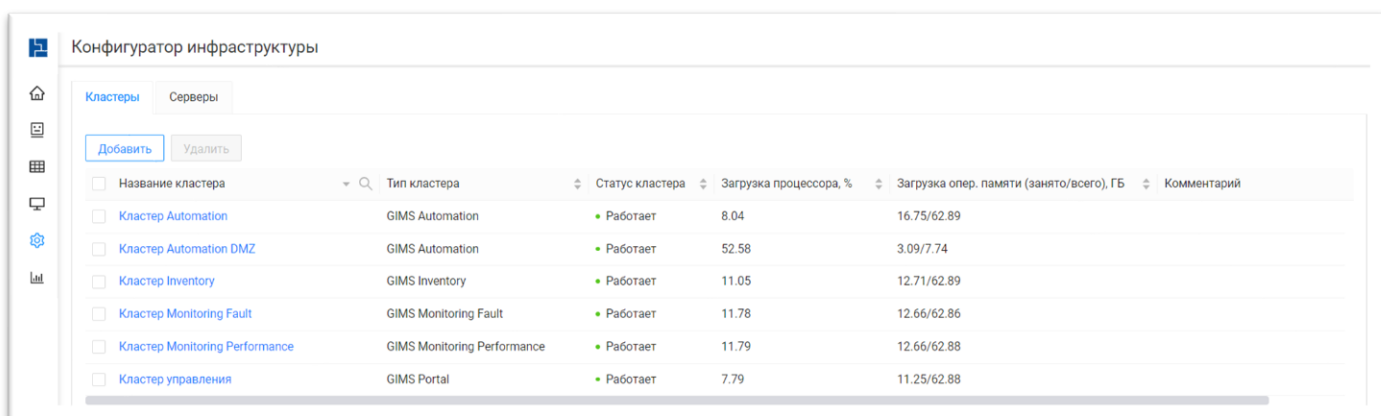 Конфигуратор инфраструктуры
Кластеры Серверы
Добавить Удалить
Название кластера Тип кластера Статус кластера Загрузка процессора, % Загрузка опер. памяти (занято/всего), ГБ Комментарий
Кластер Automation GIMS Automation Работает 8.04 16.75/62.89
Кластер Automation DMZ GIMS Automation Работает 52.58 3.09/7.74
Кластер Inventory GIMS Inventory Работает 11.05 12.71/62.89
Кластер Monitoring Fault GIMS Monitoring Fault Работает 11.78 12.66/62.86
Кластер Monitoring Performance GIMS Monitoring Performance Работает 11.79 12.66/62.88
Кластер управления GIMS Portal Работает 7.79 11.25/62.88